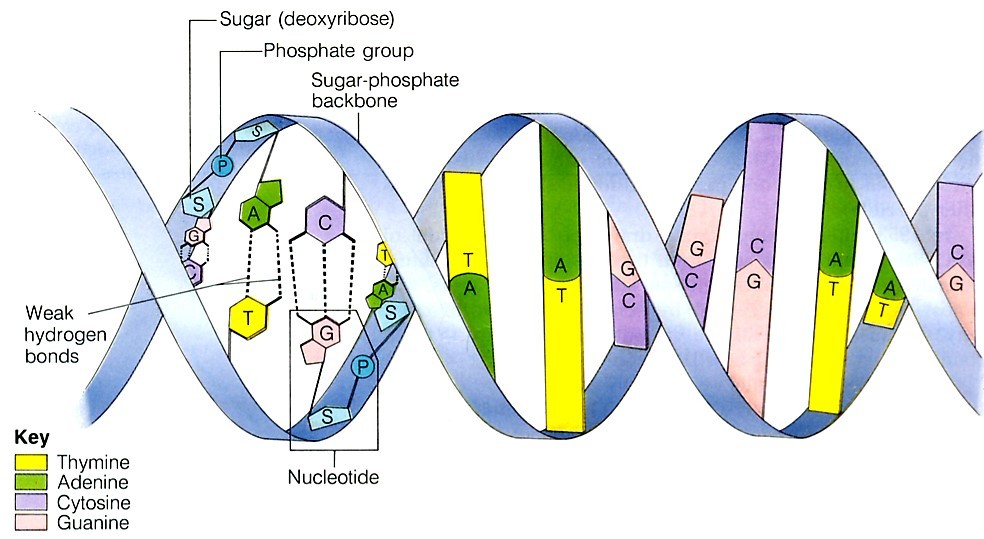 Sugar (deoxyribose)
Phosphate group
Sugar-phosphate
backbone
S
P
S
G
C
A
T
C
G
T
A
S
P
S
Weak
hydrogen
bonds
Nucleotide
T
A
A
T
G
C
G
C
C
G
A
T
A
T
C
G
Key
Thymine
Adenine
Cytosine
Guanine